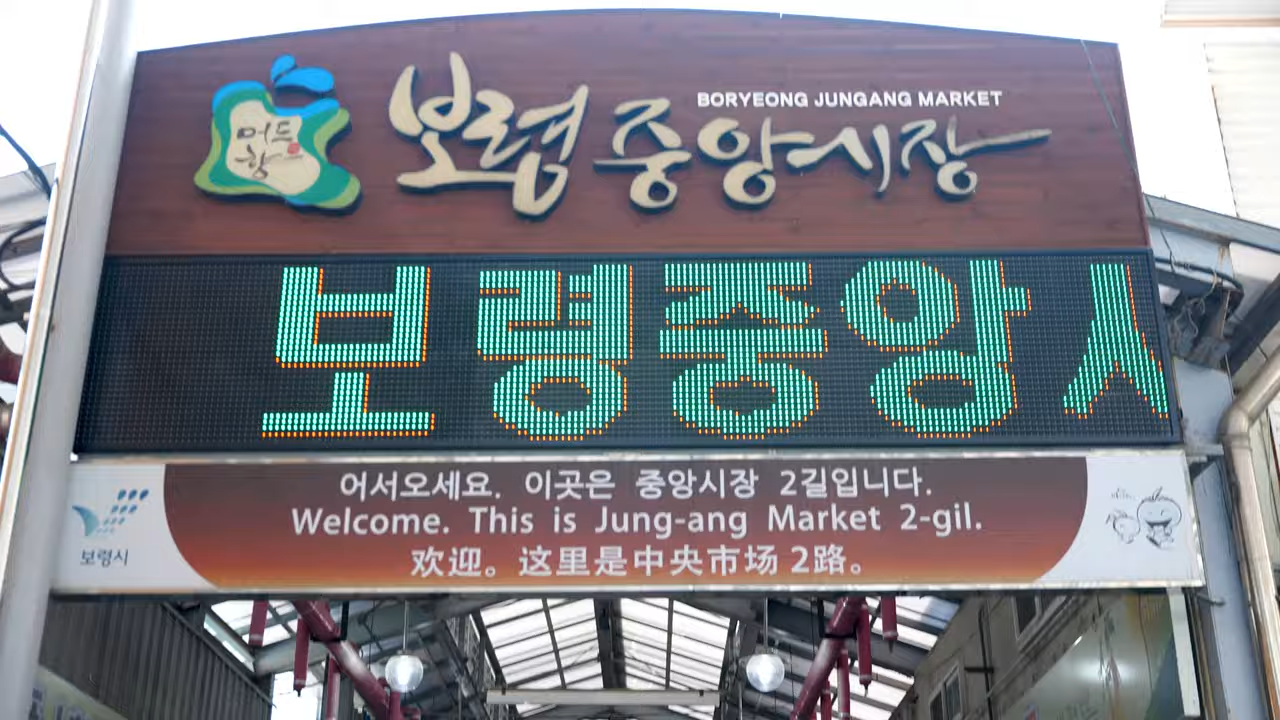 머드
향
BORYEONG JUNGANG MARKET
보령 중앙시장
보령중앙시
어서오세요. 이곳은 중앙시장 2길입니다.
Welcome. This is Jung-ang Market 2-gil.
欢迎。这里是中央市场 2路。
보령시